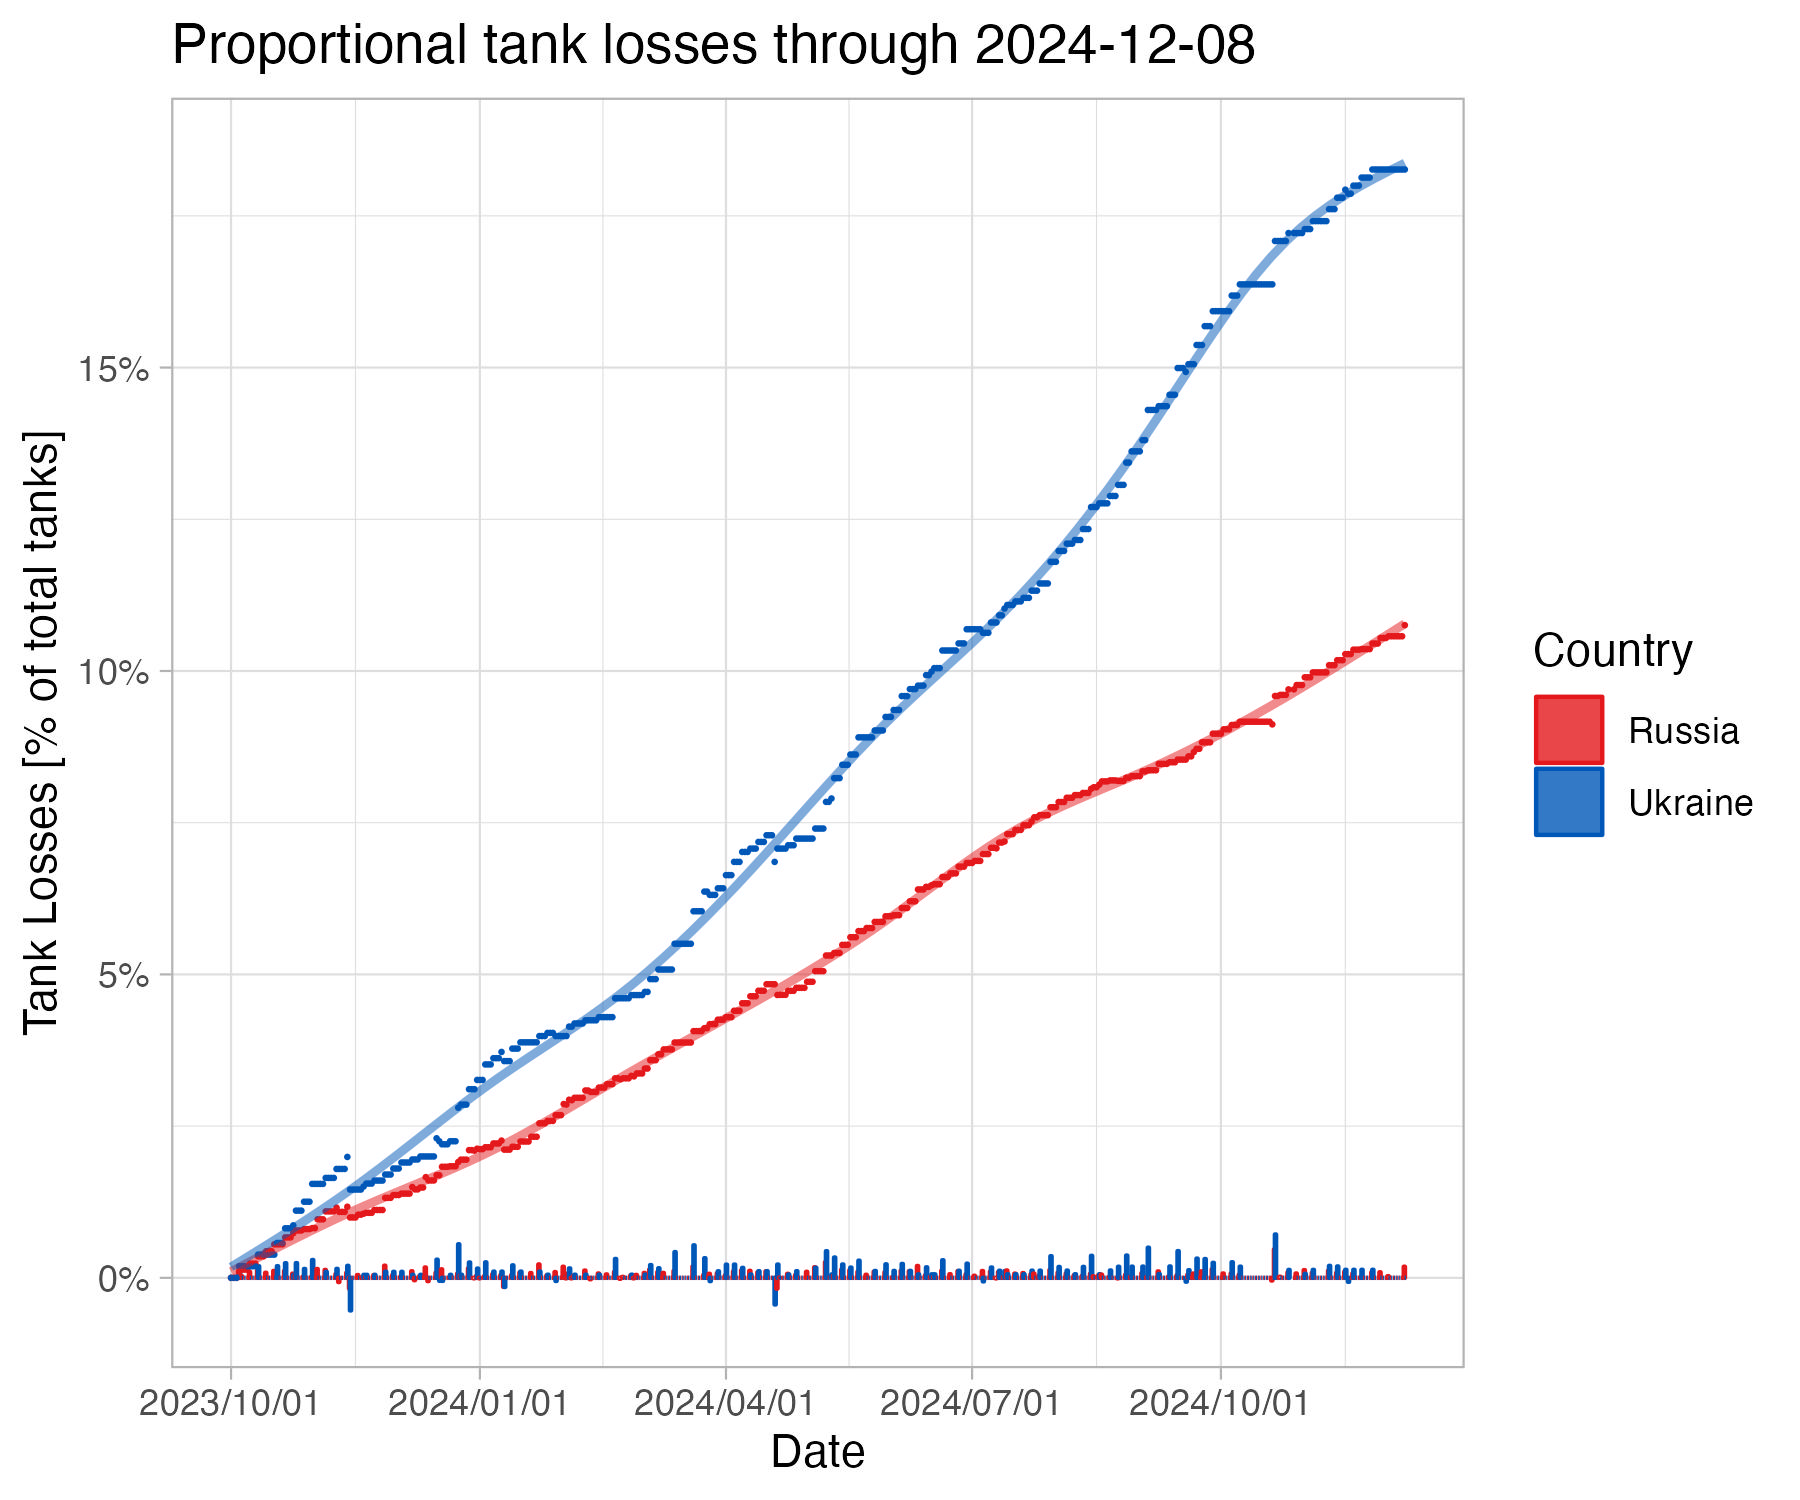 Proportional tank losses through 2024-12-08
Tank Losses [% of total tanks]
15%
10%
5%
0%
2023/10/01
2024/01/01
2024/04/01
2024/07/01
2024/10/01
Date
Country
Russia
Ukraine